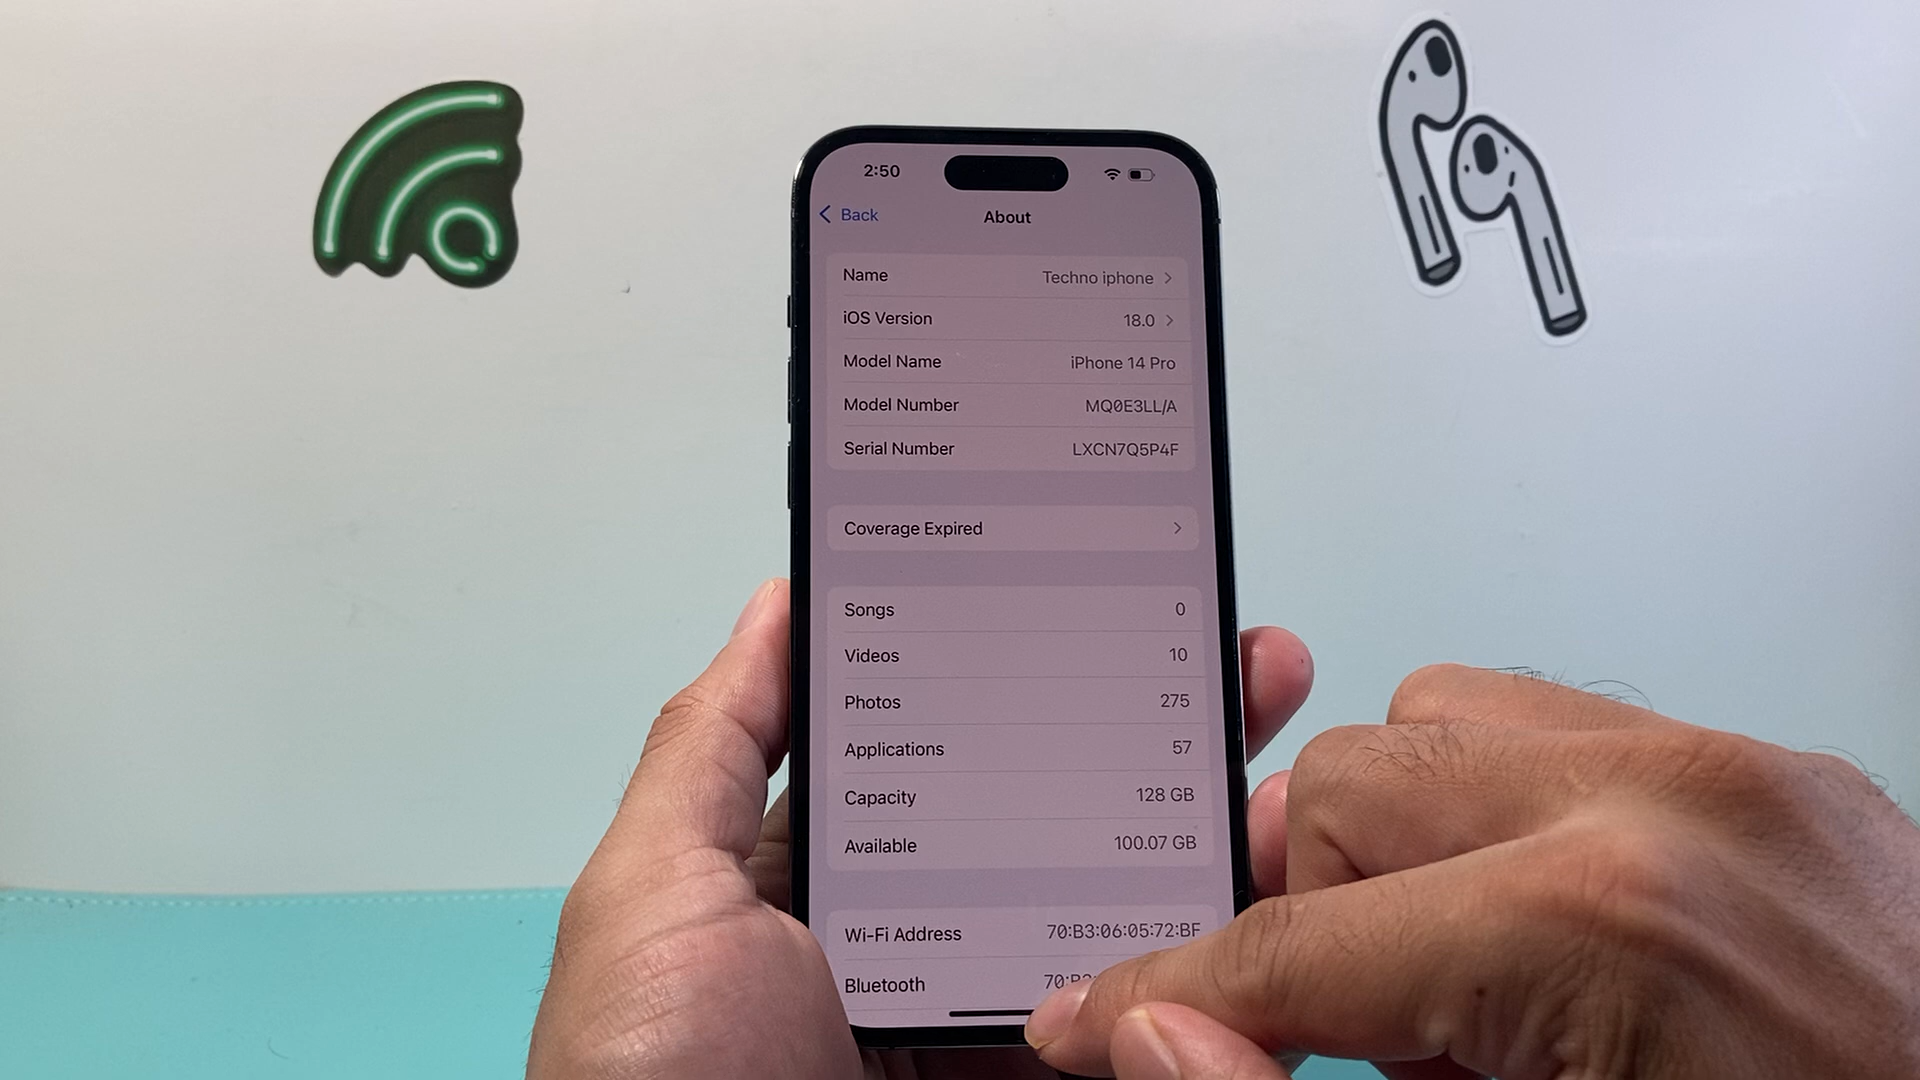 2:50
Back
About
Name Techno iphone
iOS Version 18.0
Model Name iPhone 14 Pro
Model Number MQ0E3LL/A
Serial Number LXCN7Q5P4F
Coverage Expired
Songs 0
Videos 10
Photos 275
Applications 57
Capacity 128 GB
Available 100.07 GB
Wi-Fi Address 70:B3:06:05:72:BF
Bluetooth